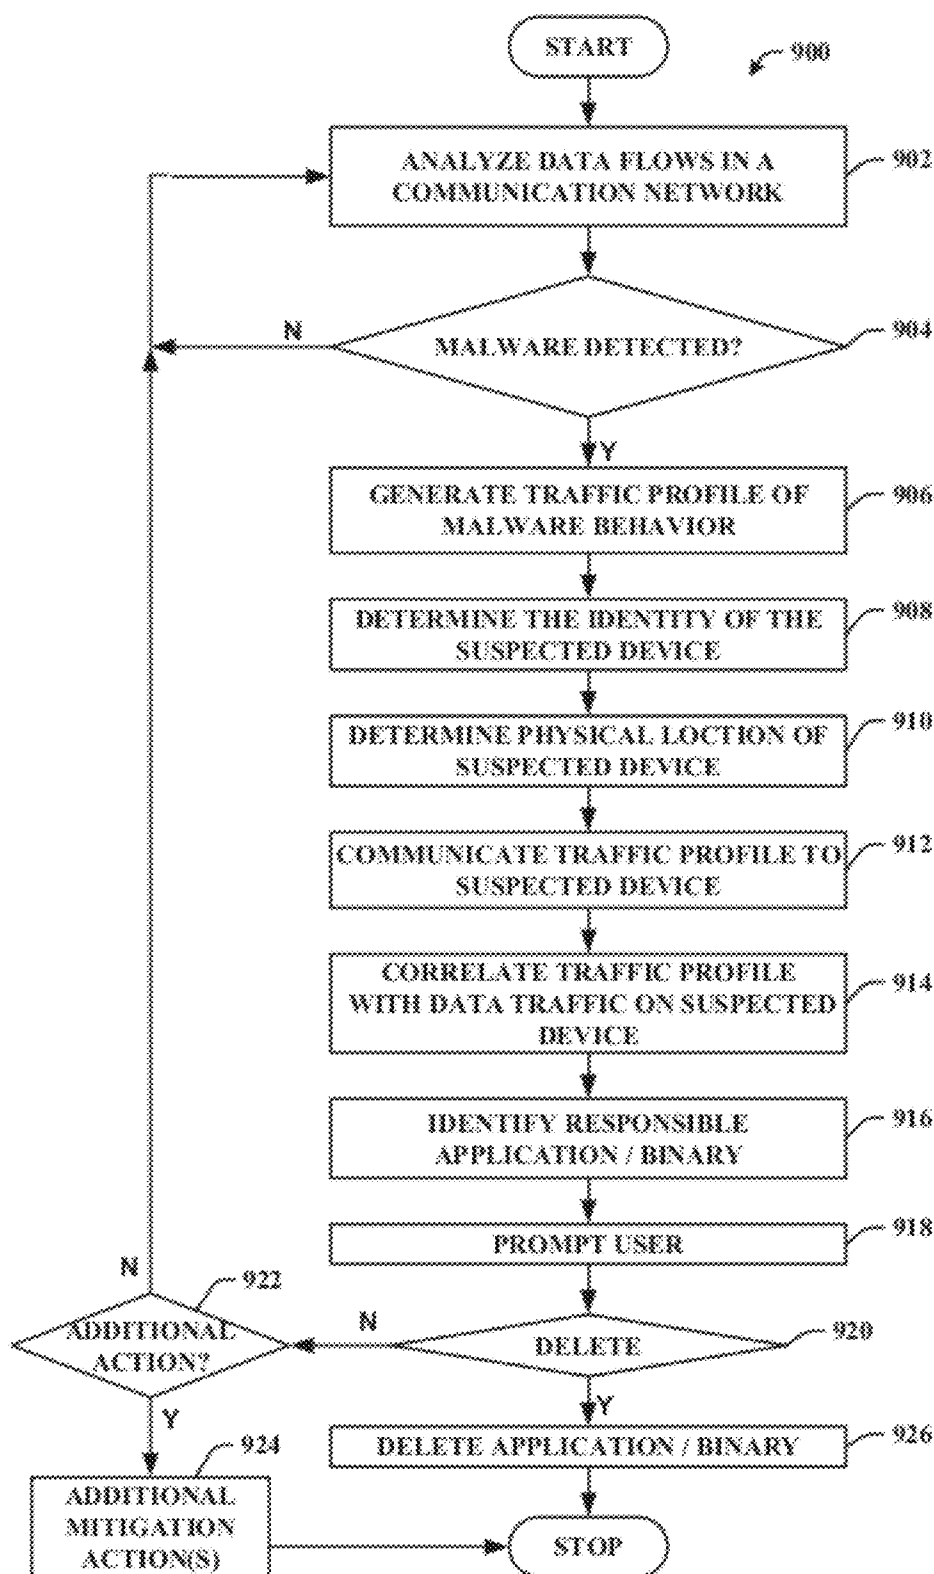 START
900
ANALYZE DATA FLOWS IN A
COMMUNICATION NETWORK
902
MALWARE DETECTED?
904
N
Y
GENERATE TRAFFIC PROFILE OF
MALWARE BEHAVIOR
906
DETERMINE THE IDENTITY OF THE
SUSPECTED DEVICE
908
DETERMINE PHYSICAL LOCTION OF
SUSPECTED DEVICE
910
COMMUNICATE TRAFFIC PROFILE TO
SUSPECTED DEVICE
912
CORRELATE TRAFFIC PROFILE
WITH DATA TRAFFIC ON SUSPECTED
DEVICE
914
IDENTIFY RESPONSIBLE
APPLICATION / BINARY
916
PROMPT USER
918
DELETE
920
N
Y
ADDITIONAL
ACTION?
922
N
Y
DELETE APPLICATION / BINARY
926
ADDITIONAL
MITIGATION
ACTION(S)
924
STOP